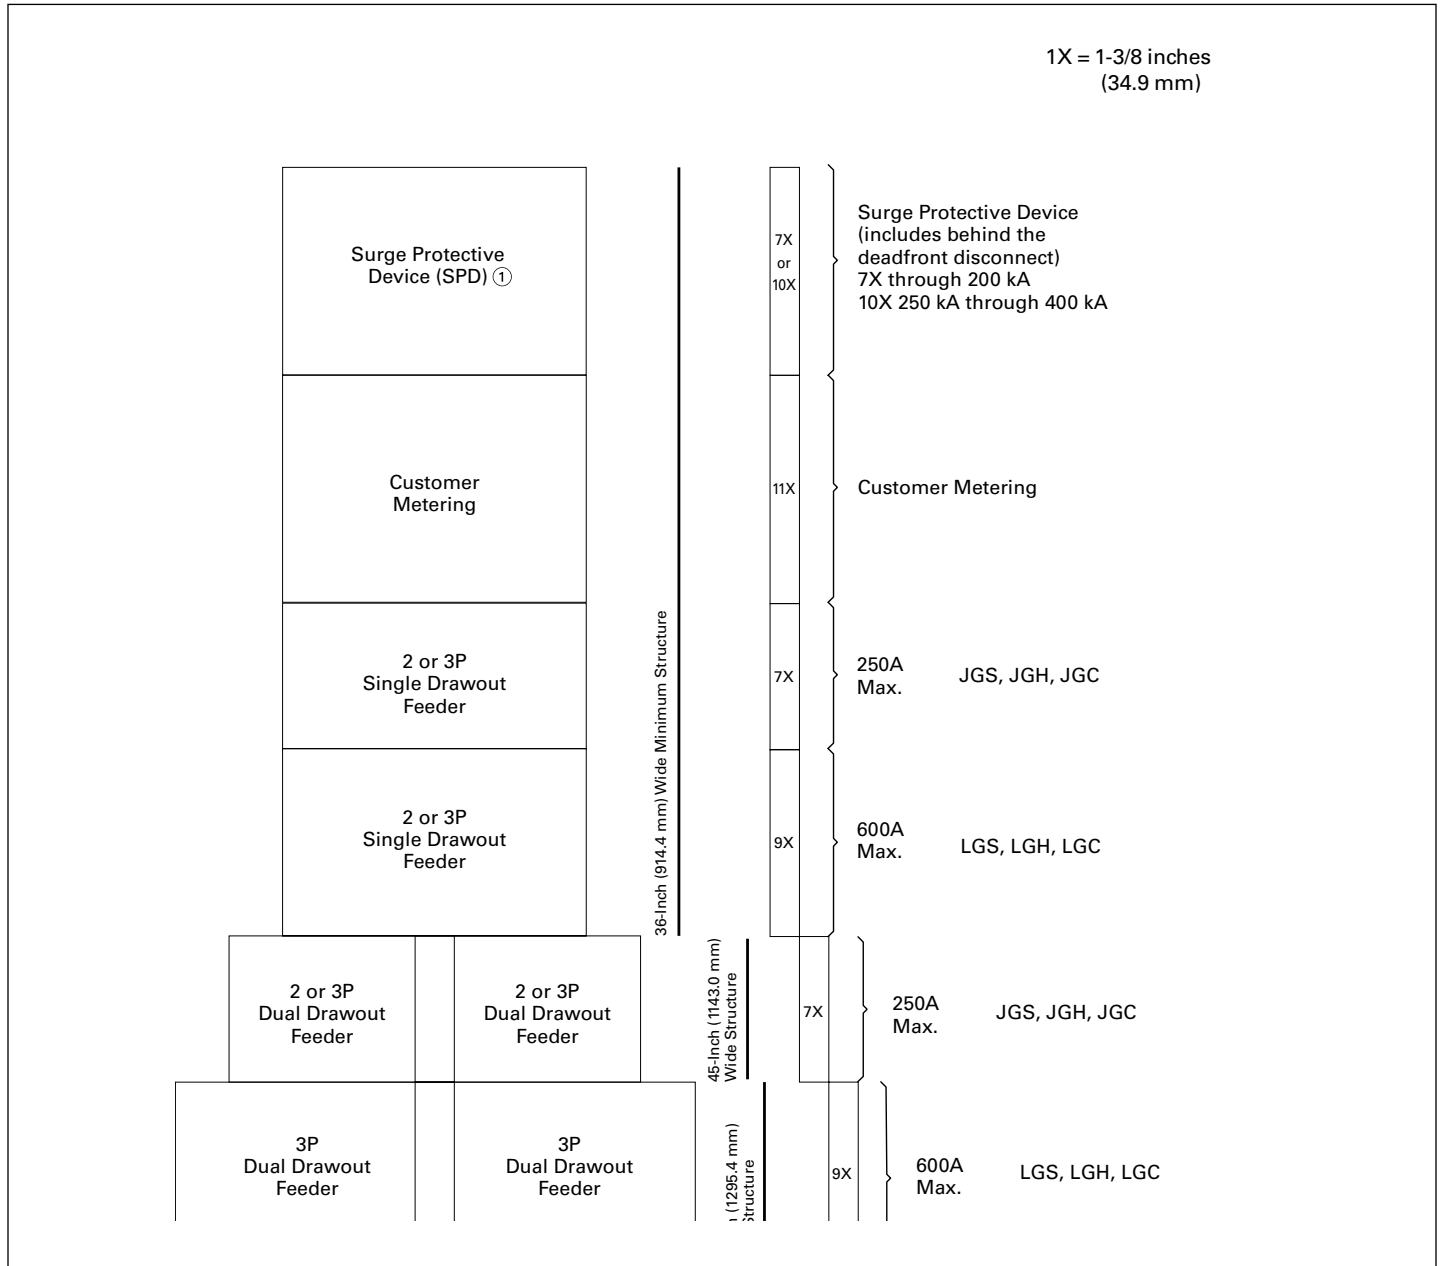 1X = 1-3/8 inches
(34.9 mm)
Surge Protective
Device (SPD) ①
7X
or
10X
Surge Protective Device
(includes behind the
deadfront disconnect)
7X through 200 kA
10X 250 kA through 400 kA
Customer
Metering
11X
Customer Metering
36-Inch (914.4 mm) Wide Minimum Structure
2 or 3P
Single Drawout
Feeder
7X
250A
Max.
JGS, JGH, JGC
2 or 3P
Single Drawout
Feeder
9X
600A
Max.
LGS, LGH, LGC
2 or 3P
Dual Drawout
Feeder
2 or 3P
Dual Drawout
Feeder
45-Inch (1143.0 mm)
Wide Structure
7X
250A
Max.
JGS, JGH, JGC
3P
Dual Drawout
Feeder
3P
Dual Drawout
Feeder
(1295.4 mm)
Structure
9X
600A
Max.
LGS, LGH, LGC